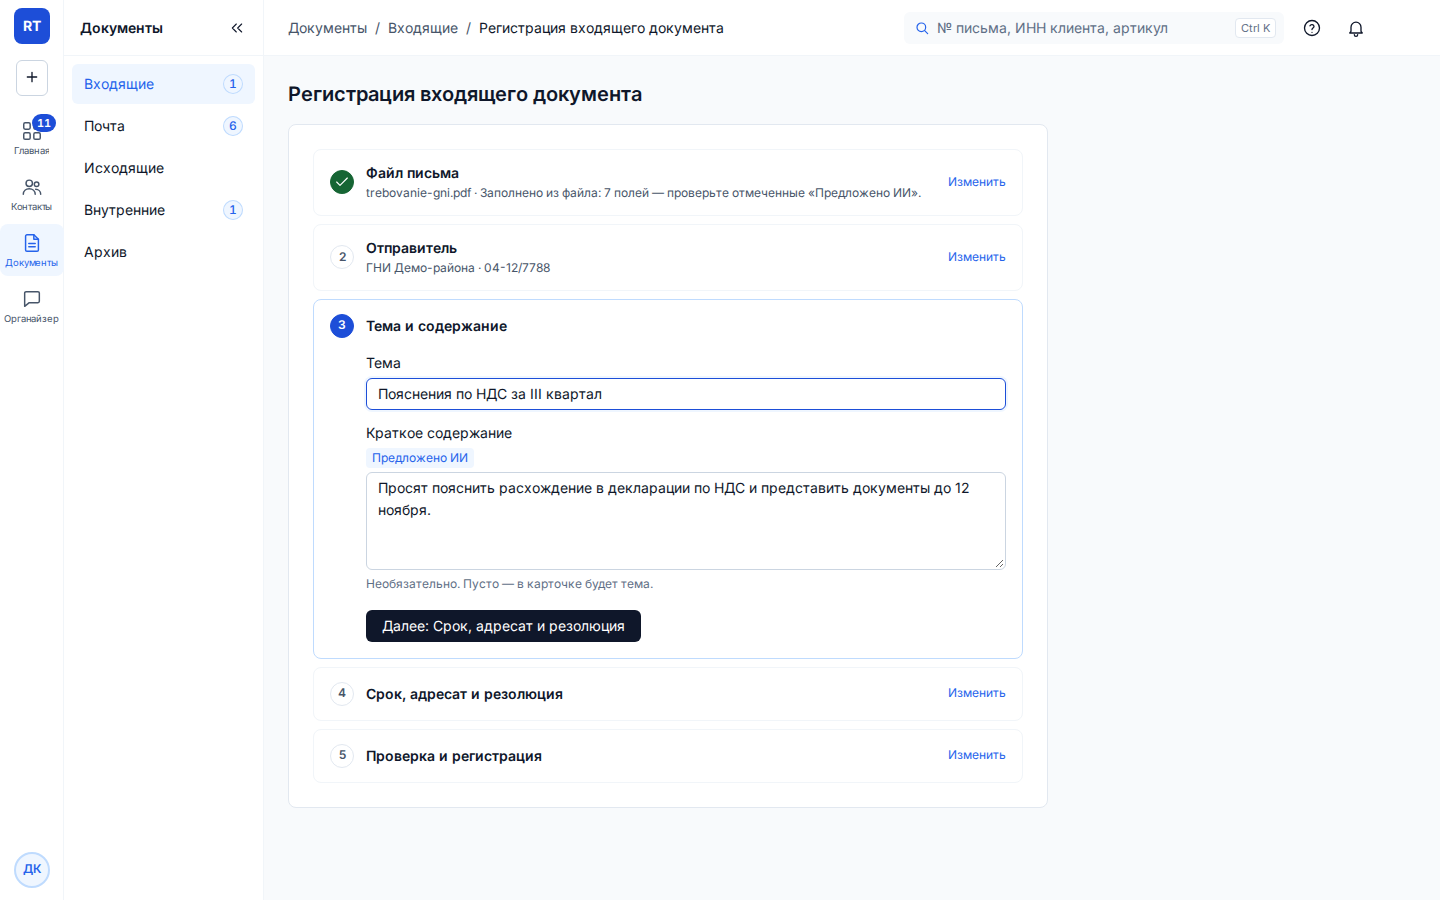 RT
Документы
Документы / Входящие / Регистрация входящего документа
№ письма, ИНН клиента, артикул
Ctrl K
11
Главная
Контакты
Документы
Органайзер
ДК
Входящие
1
Почта
6
Исходящие
Внутренние
1
Архив
Регистрация входящего документа
Файл письма
trebovanie-gni.pdf · Заполнено из файла: 7 полей — проверьте отмеченные «Предложено ИИ».
Изменить
2
Отправитель
ГНИ Демо-района · 04-12/7788
Изменить
3
Тема и содержание
Тема
Пояснения по НДС за III квартал
Краткое содержание
Предложено ИИ
Просят пояснить расхождение в декларации по НДС и представить документы до 12
ноября.
Необязательно. Пусто — в карточке будет тема.
Далее: Срок, адресат и резолюция
4
Срок, адресат и резолюция
Изменить
5
Проверка и регистрация
Изменить